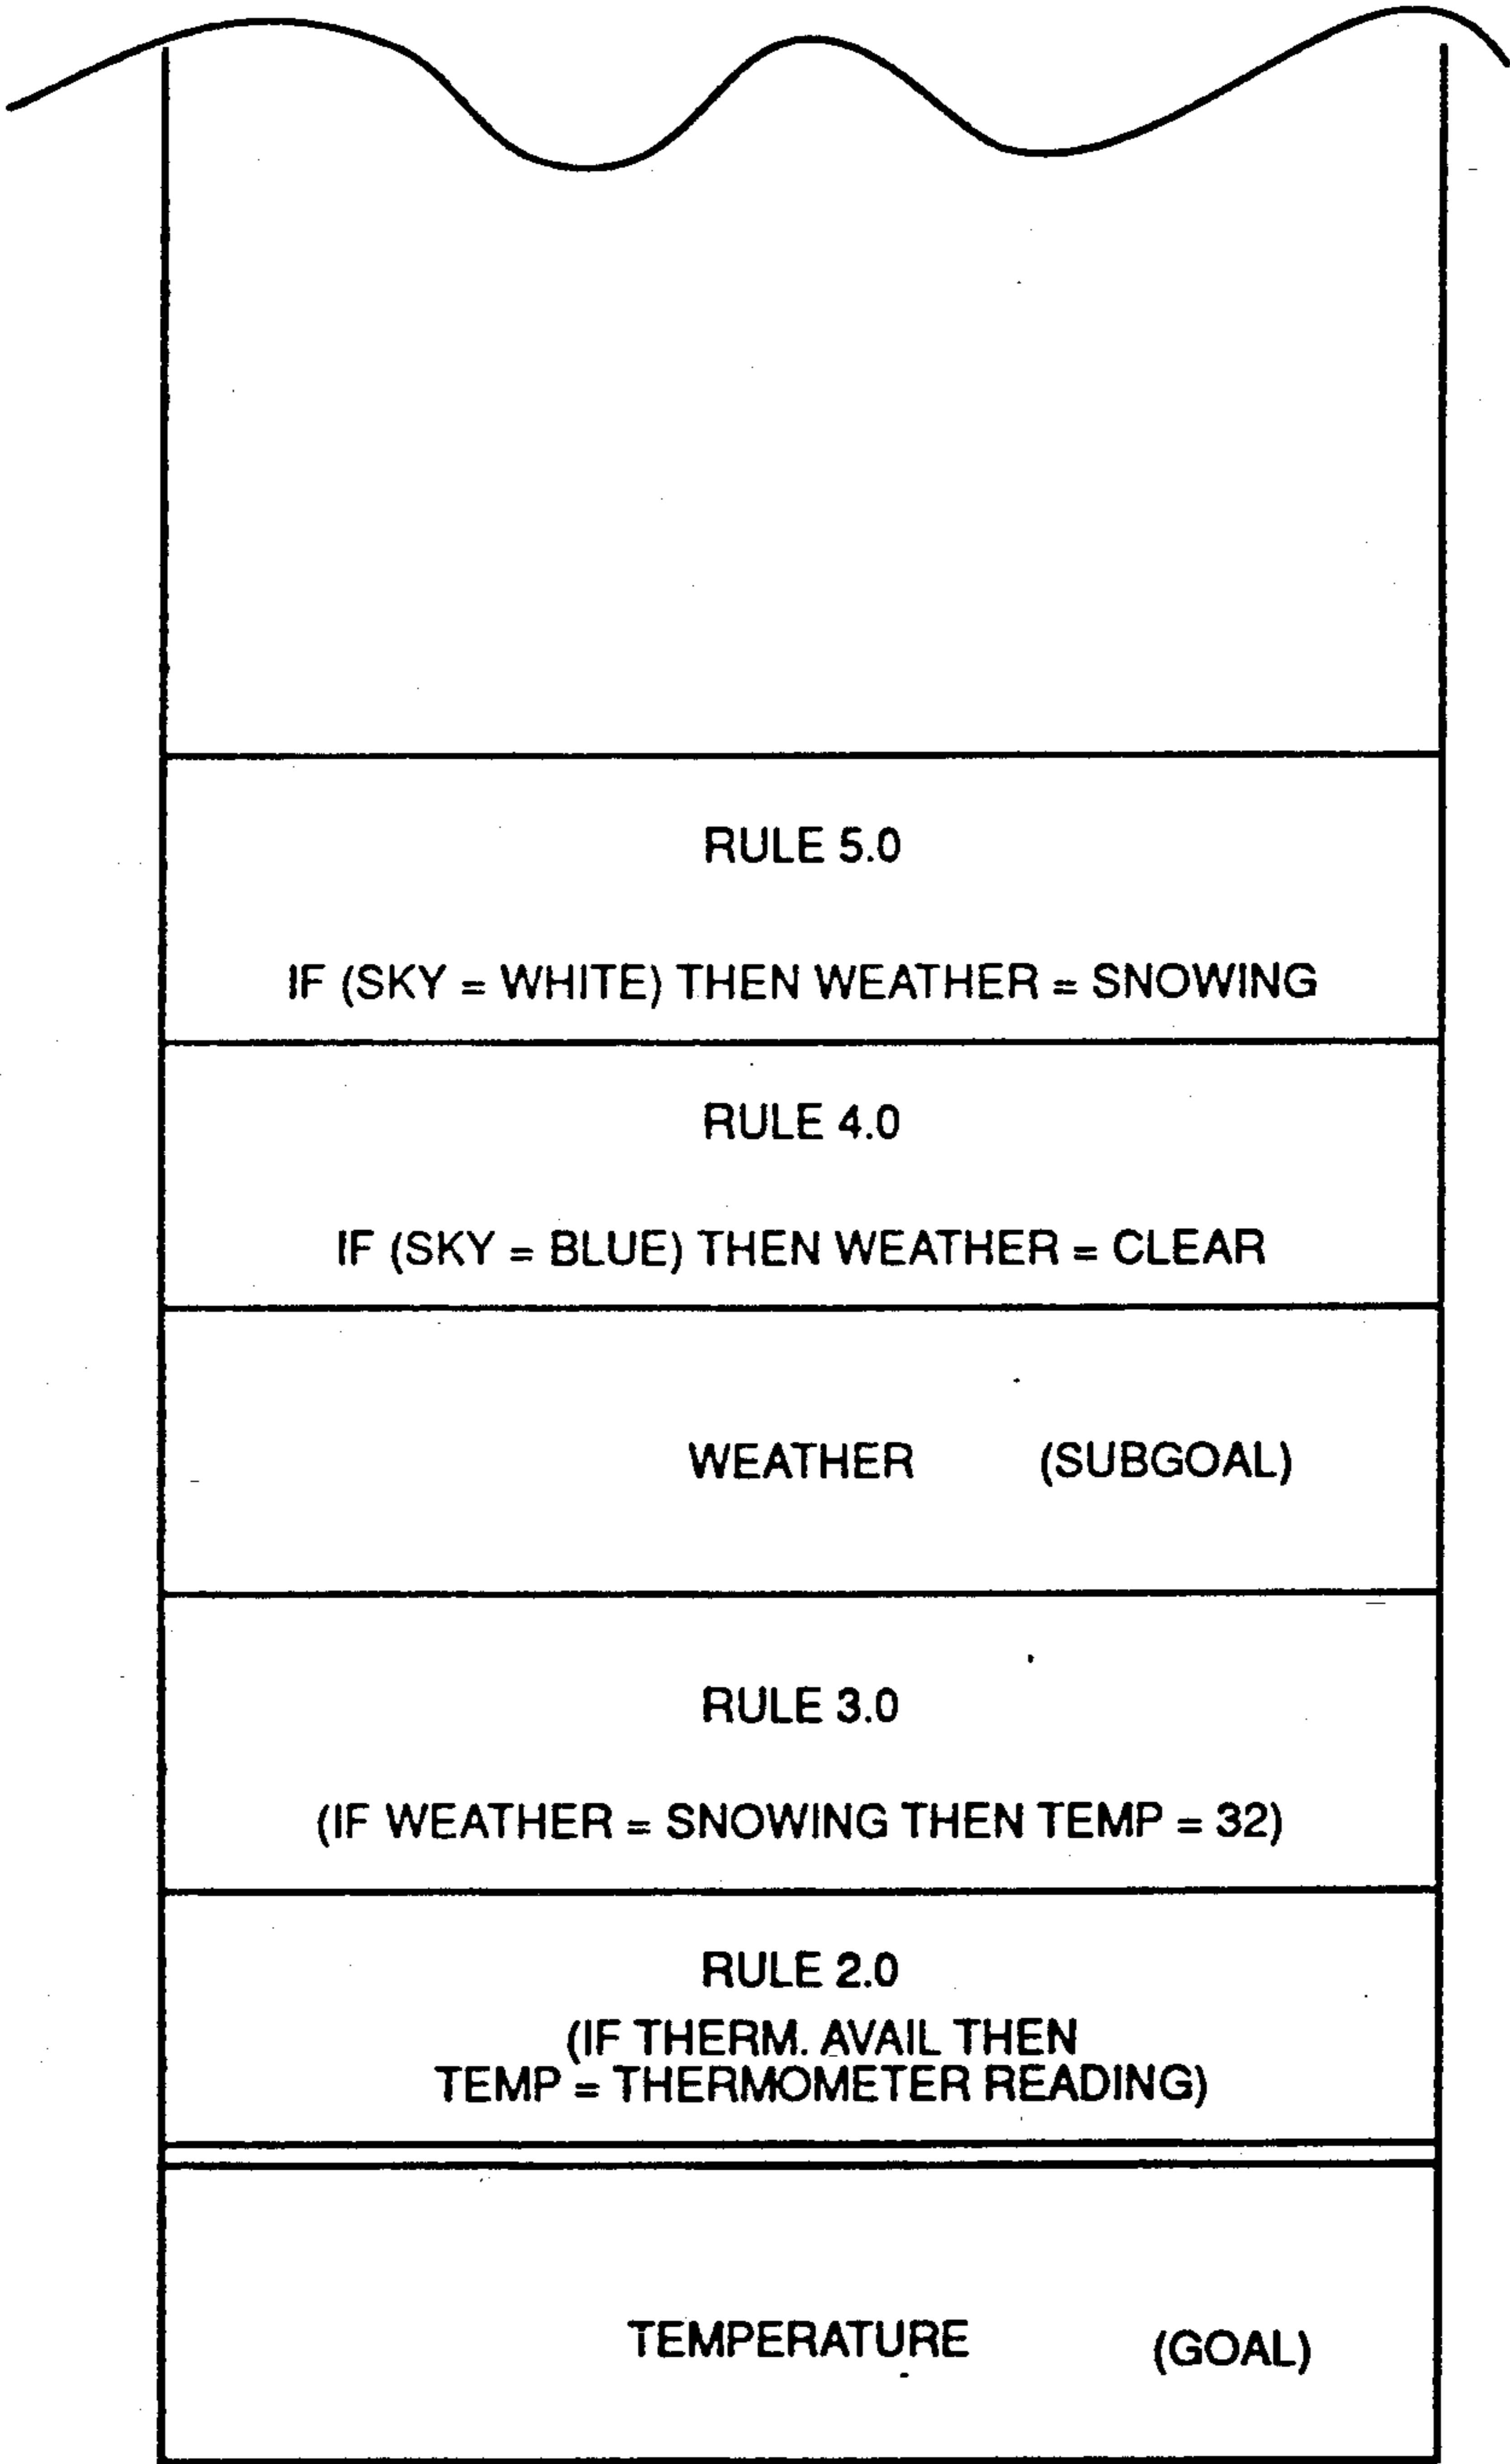 RULE 5.0
IF (SKY = WHITE) THEN WEATHER = SNOWING
RULE 4.0
IF (SKY = BLUE) THEN WEATHER = CLEAR
WEATHER (SUBGOAL)
RULE 3.0
(IF WEATHER = SNOWING THEN TEMP = 32)
RULE 2.0
(IF THERM. AVAIL THEN
TEMP = THERMOMETER READING)
TEMPERATURE (GOAL)